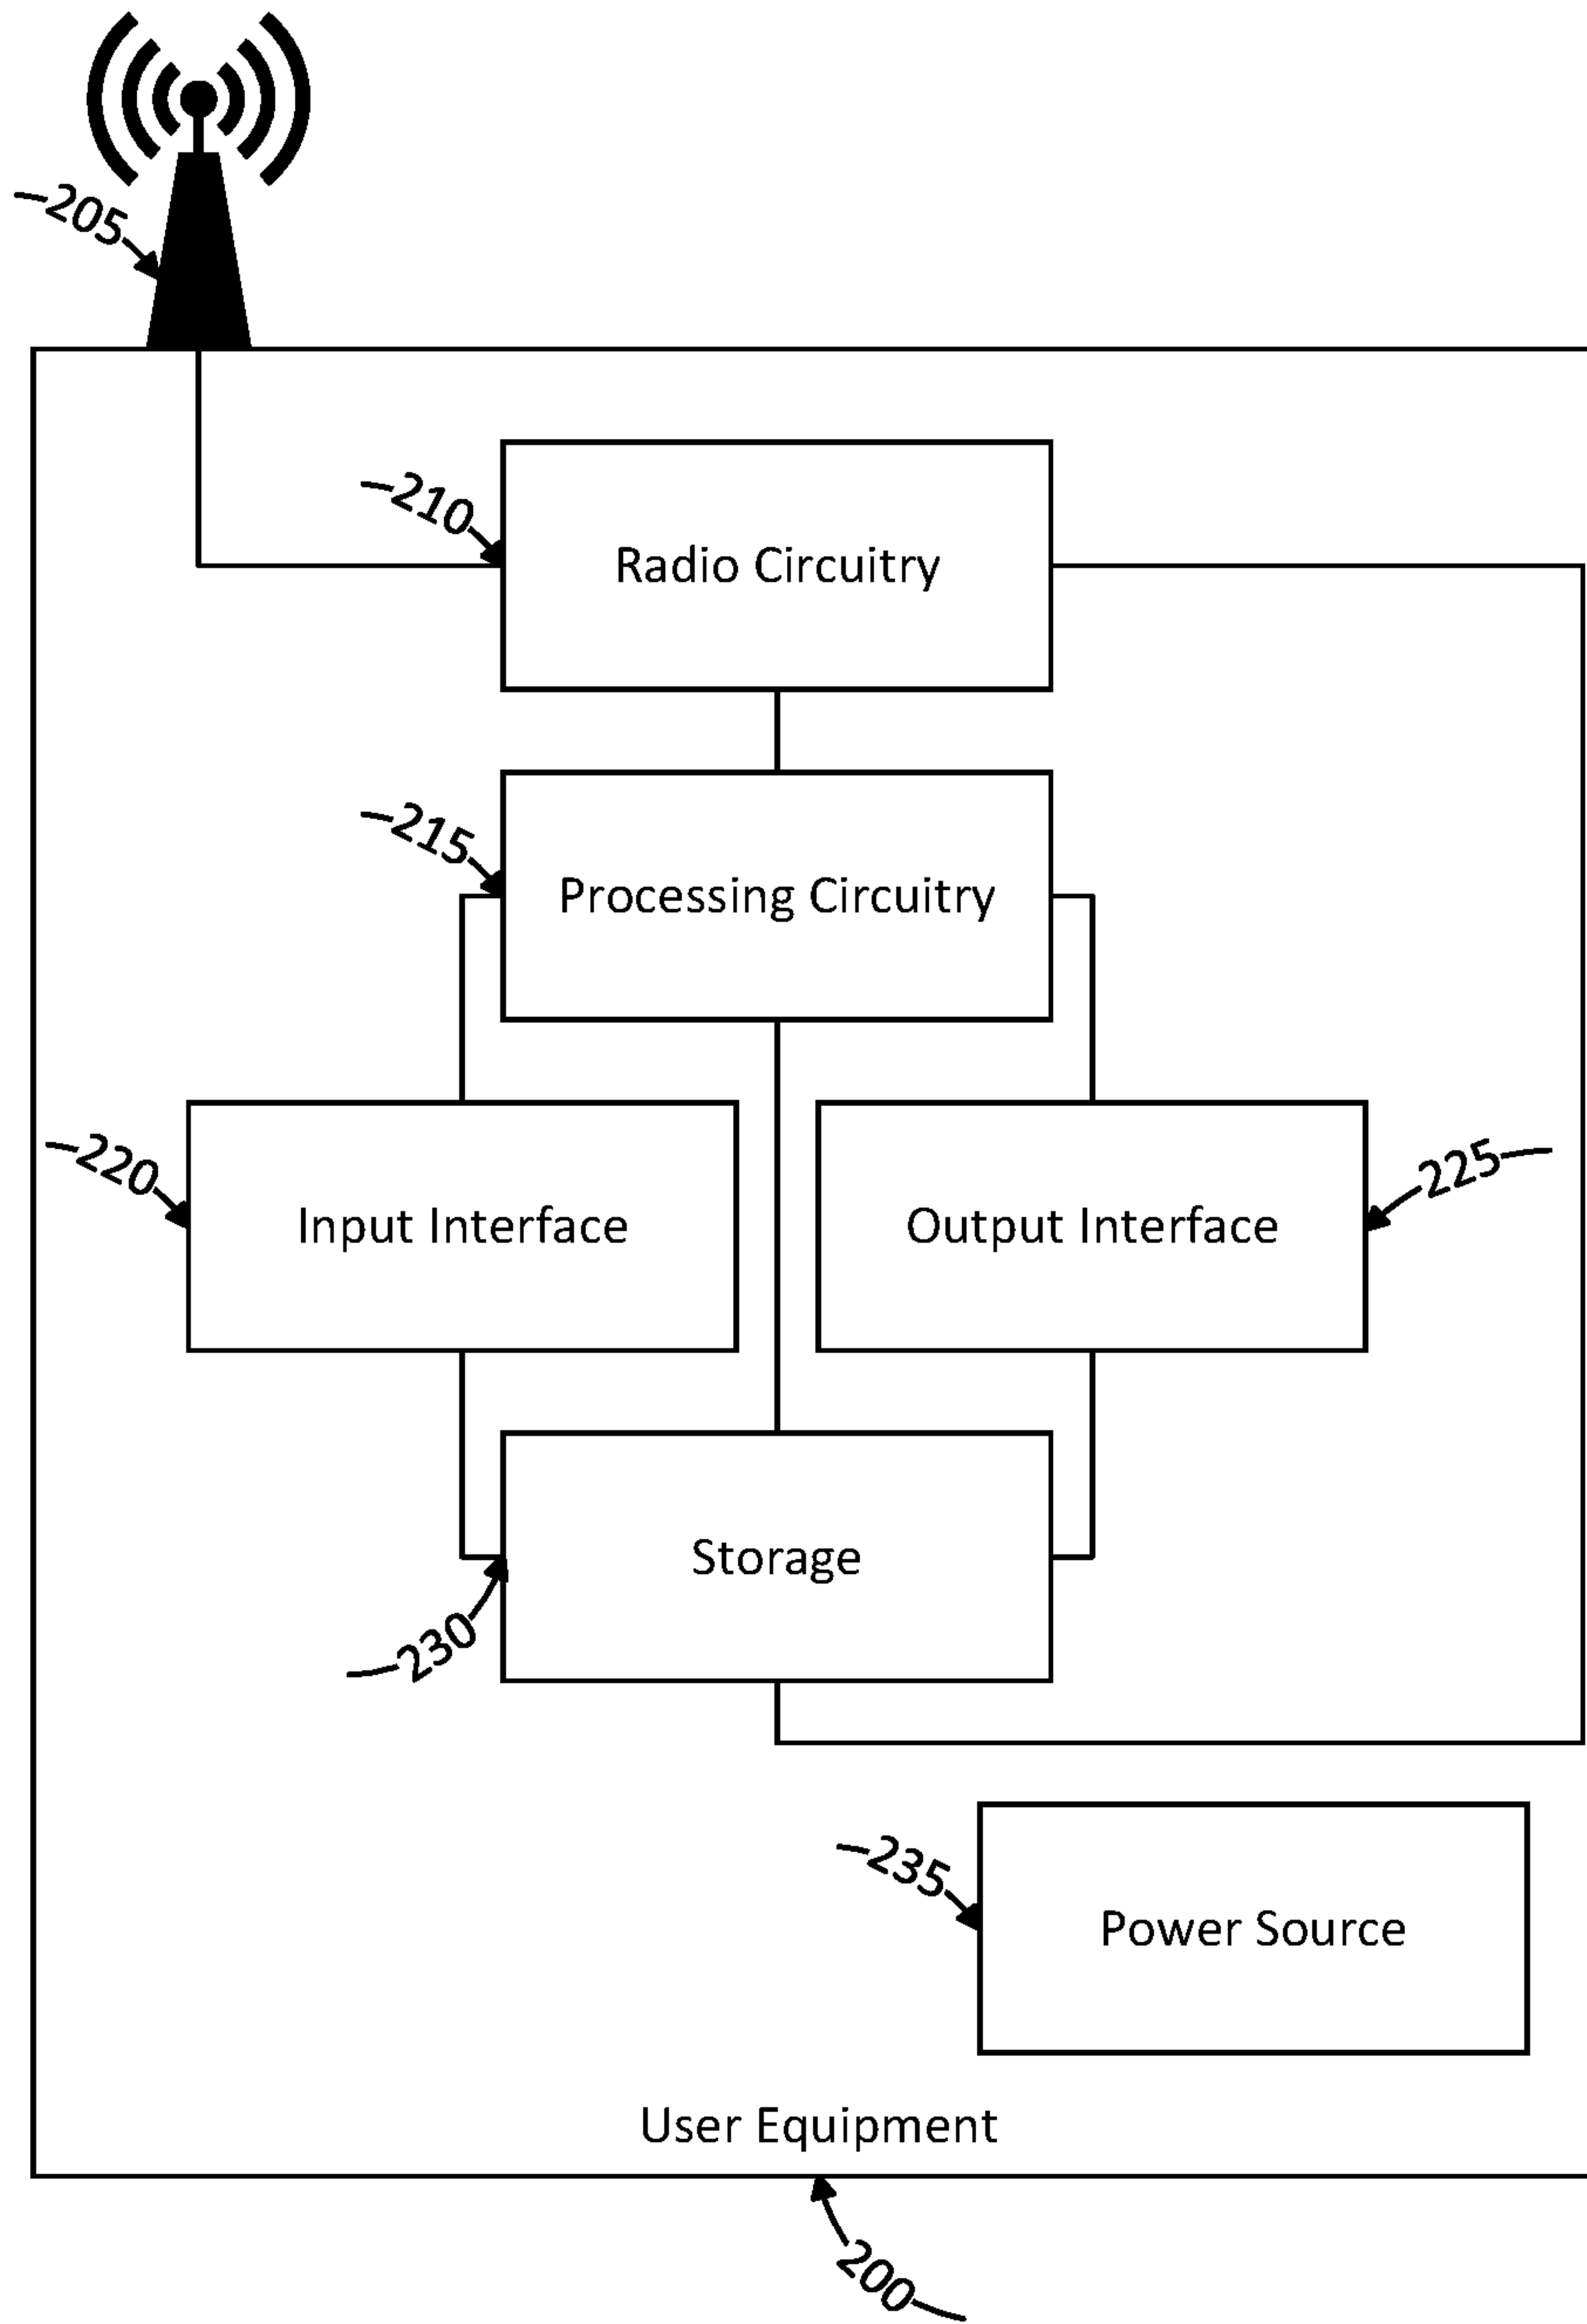 205
210
Radio Circuitry
215
Processing Circuitry
220
Input Interface
Output Interface
225
Storage
230
235
Power Source
User Equipment
200